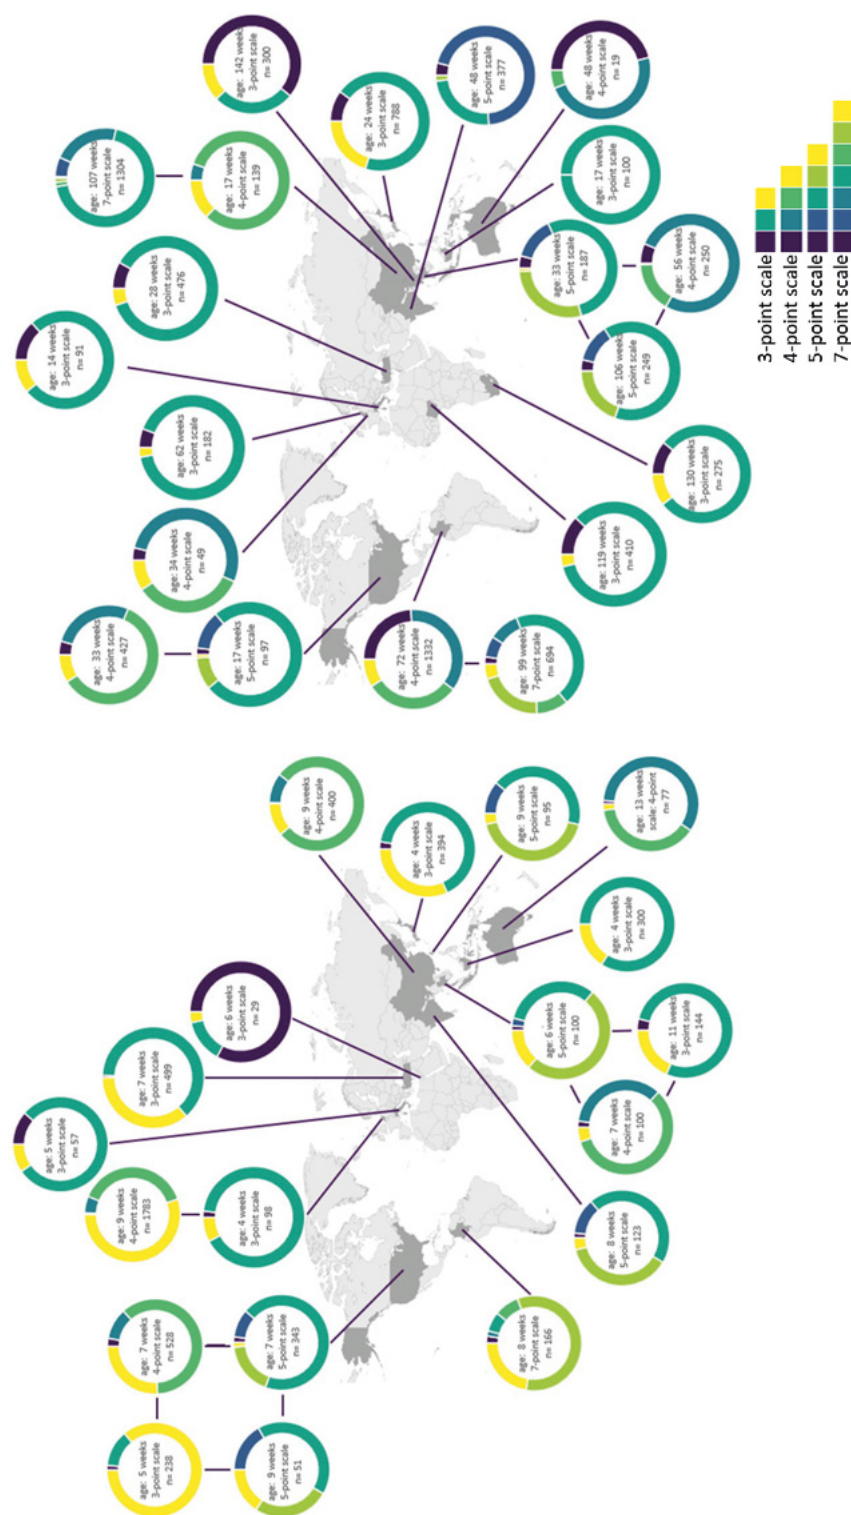 age: 142 weeks
3-point scale
n= 300
age: 24 weeks
3-point scale
n= 788
age: 48 weeks
5-point scale
n= 377
age: 48 weeks
4-point scale
n= 19
age: 107 weeks
7-point scale
n= 1304
age: 17 weeks
4-point scale
n= 139
age: 17 weeks
3-point scale
n= 100
age: 28 weeks
3-point scale
n= 476
age: 33 weeks
5-point scale
n= 187
age: 56 weeks
4-point scale
n= 250
age: 106 weeks
5-point scale
n= 249
age: 14 weeks
3-point scale
n= 91
age: 62 weeks
3-point scale
n= 182
age: 34 weeks
4-point scale
n= 49
age: 130 weeks
3-point scale
n= 275
age: 119 weeks
3-point scale
n= 410
age: 33 weeks
4-point scale
n= 427
age: 17 weeks
5-point scale
n= 97
age: 72 weeks
4-point scale
n= 1332
age: 99 weeks
7-point scale
n= 694
3-point scale
4-point scale
5-point scale
7-point scale
age: 9 weeks
4-point scale
n= 400
age: 4 weeks
3-point scale
n= 394
age: 9 weeks
5-point scale
n= 95
age: 13 weeks
scale: 4-point
n= 77
age: 4 weeks
3-point scale
n= 300
age: 6 weeks
3-point scale
n= 29
age: 7 weeks
3-point scale
n= 499
age: 6 weeks
5-point scale
n= 100
age: 11 weeks
3-point scale
n= 144
age: 7 weeks
4-point scale
n= 100
age: 5 weeks
3-point scale
n= 57
age: 9 weeks
4-point scale
n= 1783
age: 4 weeks
3-point scale
n= 98
age: 8 weeks
5-point scale
n= 123
age: 7 weeks
4-point scale
n= 528
age: 7 weeks
5-point scale
n= 343
age: 8 weeks
7-point scale
n= 166
age: 5 weeks
3-point scale
n= 238
age: 9 weeks
5-point scale
n= 51